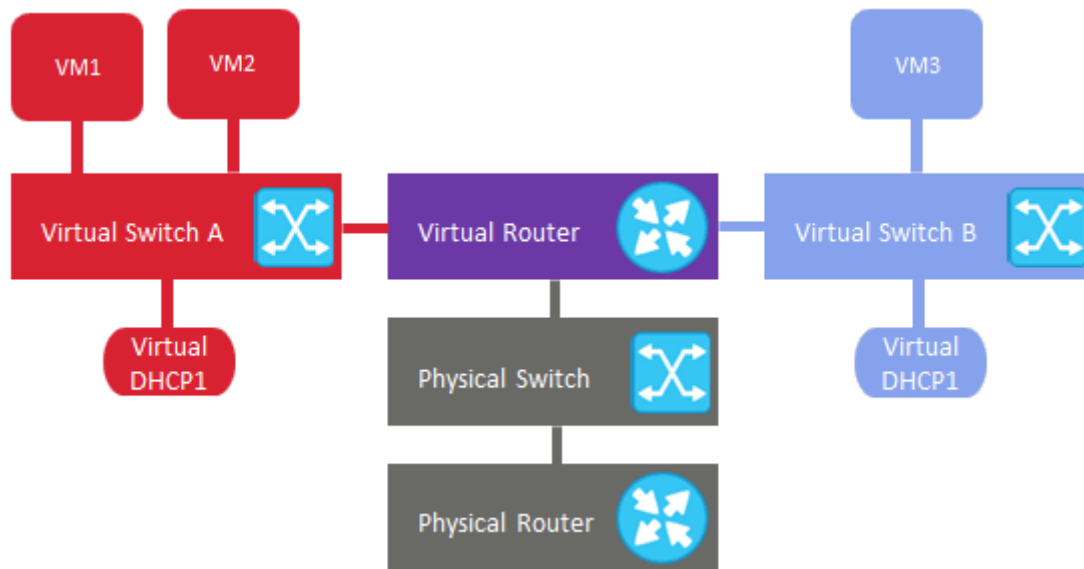 VM1
VM2
VM3
Virtual Switch A
Virtual Router
Virtual Switch B
Virtual
DHCP1
Virtual
DHCP1
Physical Switch
Physical Router